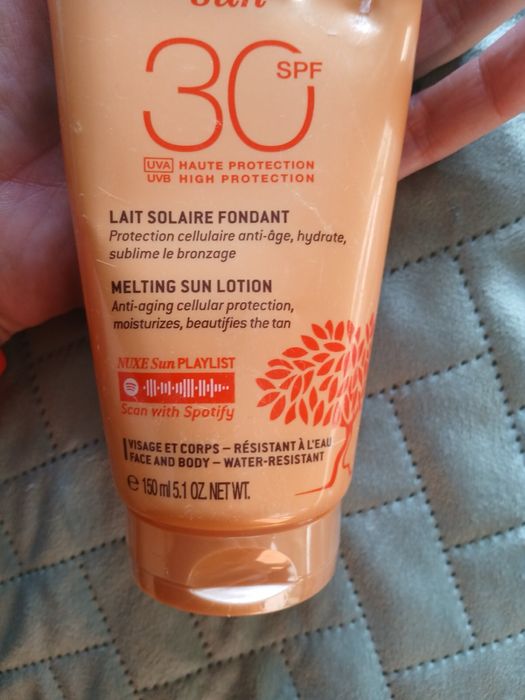 Sun
30 SPF
UVA HAUTE PROTECTION
UVB HIGH PROTECTION
LAIT SOLAIRE FONDANT
Protection cellulaire anti-âge, hydrate,
sublime le bronzage
MELTING SUN LOTION
Anti-aging cellular protection,
moisturizes, beautifies the tan
NUXE Sun PLAYLIST
Scan with Spotify
VISAGE ET CORPS – RÉSISTANT À L'EAU
FACE AND BODY – WATER-RESISTANT
℮ 150 ml 5.1 OZ. NET WT.